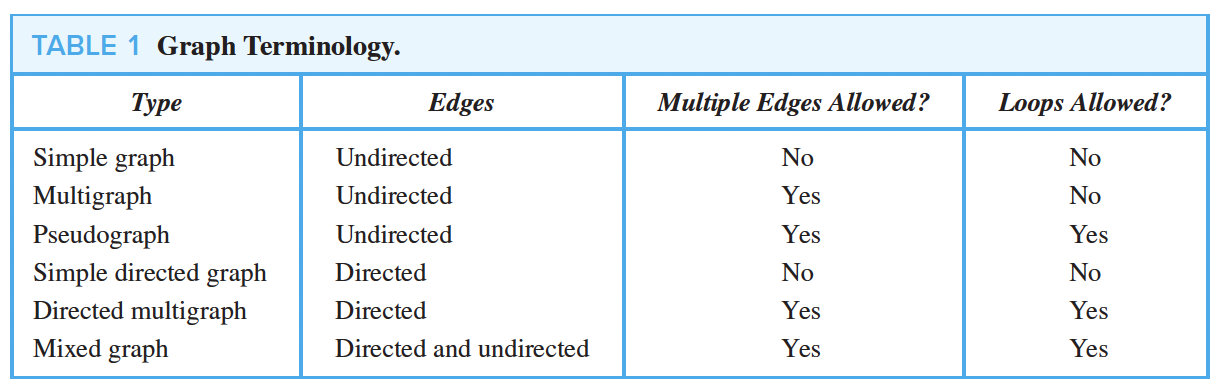 TABLE 1 Graph Terminology.
Type Edges Multiple Edges Allowed? Loops Allowed?
Simple graph Undirected No No
Multigraph Undirected Yes No
Pseudograph Undirected Yes Yes
Simple directed graph Directed No No
Directed multigraph Directed Yes Yes
Mixed graph Directed and undirected Yes Yes